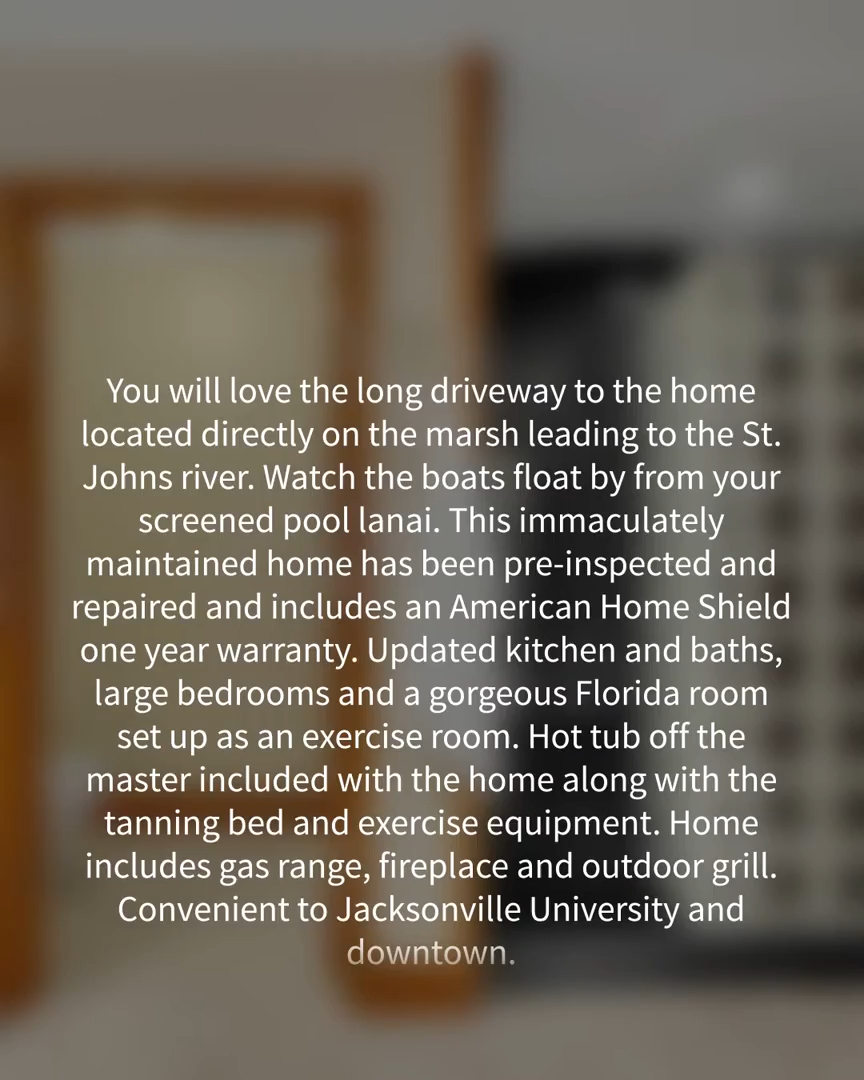 You will love the long driveway to the home
located directly on the marsh leading to the St.
Johns river. Watch the boats float by from your
screened pool lanai. This immaculately
maintained home has been pre-inspected and
repaired and includes an American Home Shield
one year warranty. Updated kitchen and baths,
large bedrooms and a gorgeous Florida room
set up as an exercise room. Hot tub off the
master included with the home along with the
tanning bed and exercise equipment. Home
includes gas range, fireplace and outdoor grill.
Convenient to Jacksonville University and
downtown.